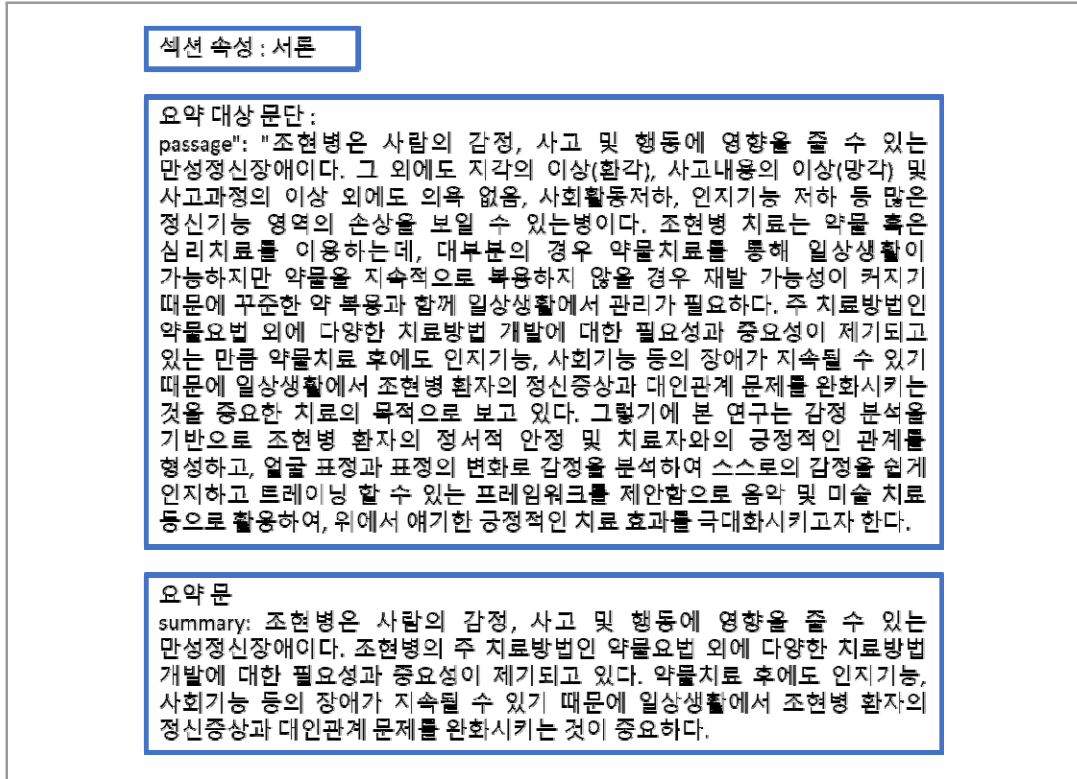 섹션 속성 : 서론
요약 대상 문단 :
passage": "조현병은 사람의 감정, 사고 및 행동에 영향을 줄 수 있는
만성정신장애이다. 그 외에도 지각의 이상(환각), 사고내용의 이상(망각) 및
사고과정의 이상 외에도 의욕 없음, 사회활동저하, 인지기능 저하 등 많은
정신기능 영역의 손상을 보일 수 있는병이다. 조현병 치료는 약물 혹은
심리치료를 이용하는데, 대부분의 경우 약물치료를 통해 일상생활이
가능하지만 약물을 지속적으로 복용하지 않을 경우 재발 가능성이 커지기
때문에 꾸준한 약 복용과 함께 일상생활에서 관리가 필요하다. 주 치료방법인
약물요법 외에 다양한 치료방법 개발에 대한 필요성과 중요성이 제기되고
있는 만큼 약물치료 후에도 인지기능, 사회기능 등의 장애가 지속될 수 있기
때문에 일상생활에서 조현병 환자의 정신증상과 대인관계 문제를 완화시키는
것을 중요한 치료의 목적으로 보고 있다. 그렇기에 본 연구는 감정 분석을
기반으로 조현병 환자의 정서적 안정 및 치료자와의 긍정적인 관계를
형성하고, 얼굴 표정과 표정의 변화로 감정을 분석하여 스스로의 감정을 쉽게
인지하고 트레이닝 할 수 있는 프레임워크를 제안함으로 음악 및 미술 치료
등으로 활용하여, 위에서 얘기한 긍정적인 치료 효과를 극대화시키고자 한다.
요약 문
summary: 조현병은 사람의 감정, 사고 및 행동에 영향을 줄 수 있는
만성정신장애이다. 조현병의 주 치료방법인 약물요법 외에 다양한 치료방법
개발에 대한 필요성과 중요성이 제기되고 있다. 약물치료 후에도 인지기능,
사회기능 등의 장애가 지속될 수 있기 때문에 일상생활에서 조현병 환자의
정신증상과 대인관계 문제를 완화시키는 것이 중요하다.